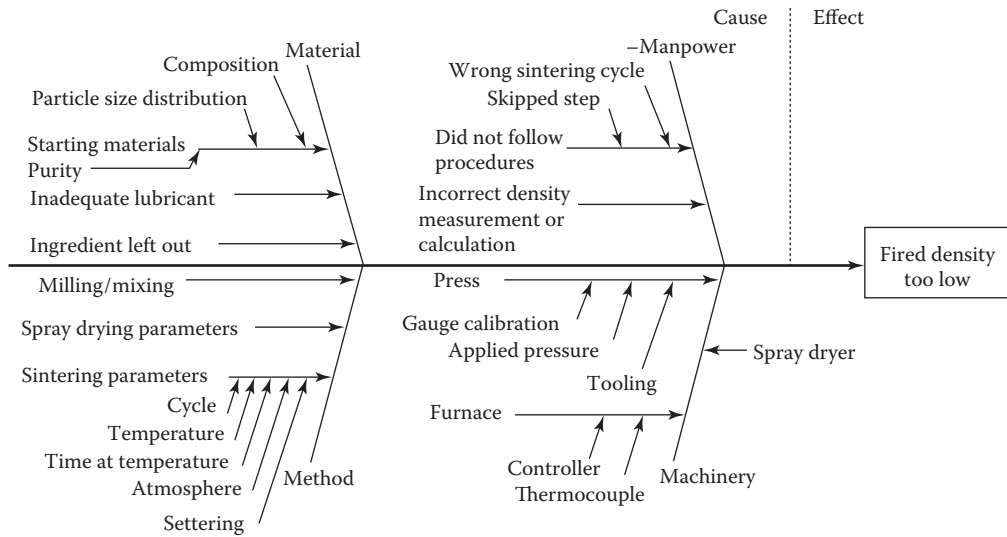 Cause
Effect
Material
Composition
Particle size distribution
Starting materials
Purity
Inadequate lubricant
Ingredient left out
–Manpower
Wrong sintering cycle
Skipped step
Did not follow
procedures
Incorrect density
measurement or
calculation
Fired density
too low
Milling/mixing
Spray drying parameters
Sintering parameters
Cycle
Temperature
Time at temperature
Atmosphere
Settering
Method
Press
Gauge calibration
Applied pressure
Tooling
Spray dryer
Furnace
Controller
Thermocouple
Machinery